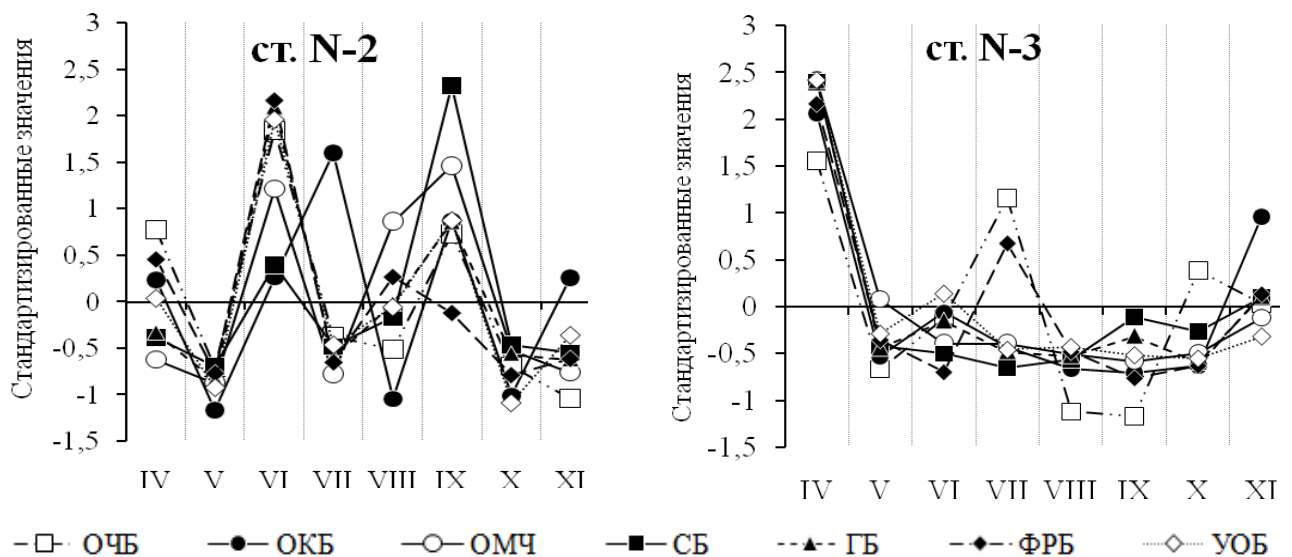 Стандартизированные значения
3
2,5
2
1,5
1
0,5
0
-0,5
-1
-1,5
ст. N-2
IV V VI VII VIII IX X XI
Стандартизированные значения
3
2,5
2
1,5
1
0,5
0
-0,5
-1
-1,5
ст. N-3
IV V VI VII VIII IX X XI
ОЧБ ОКБ ОМЧ СБ ГБ ФРБ УОБ